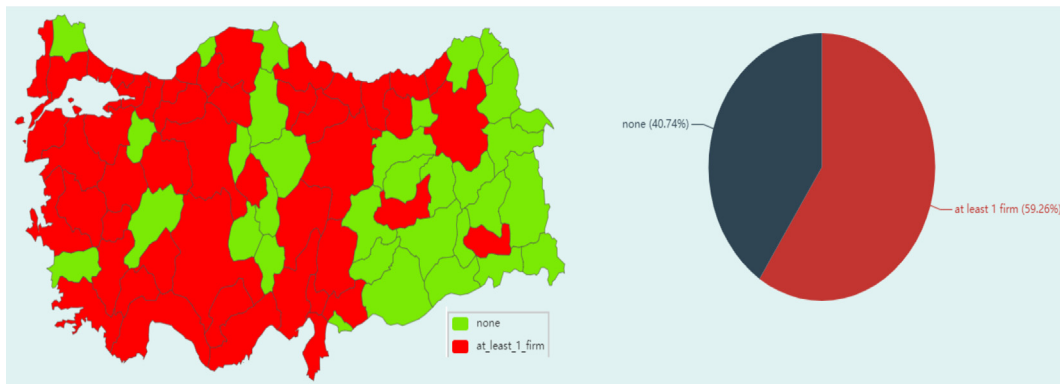 none
at_least_1_firm
none (40.74%)
at least 1 firm (59.26%)